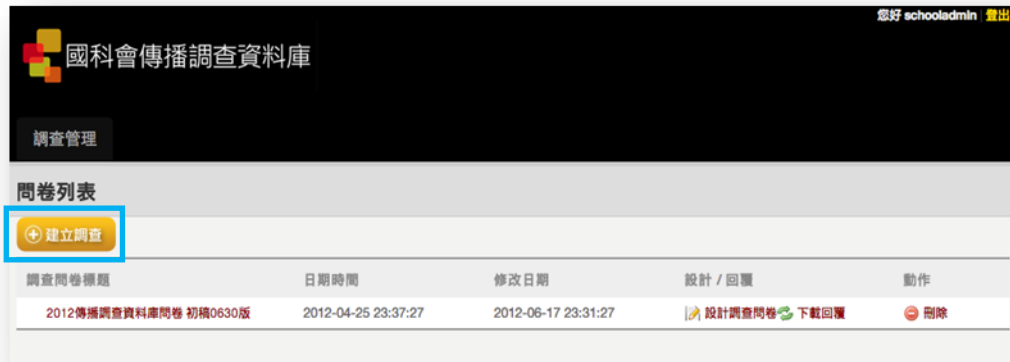 您好 schooladmin | 登出
國科會傳播調查資料庫
調查管理
問卷列表
建立調查
調查問卷標題 日期時間 修改日期 設計 / 回覆 動作
2012傳播調查資料庫問卷 初稿0630版 2012-04-25 23:37:27 2012-06-17 23:31:27 設計調查問卷 下載回覆 刪除